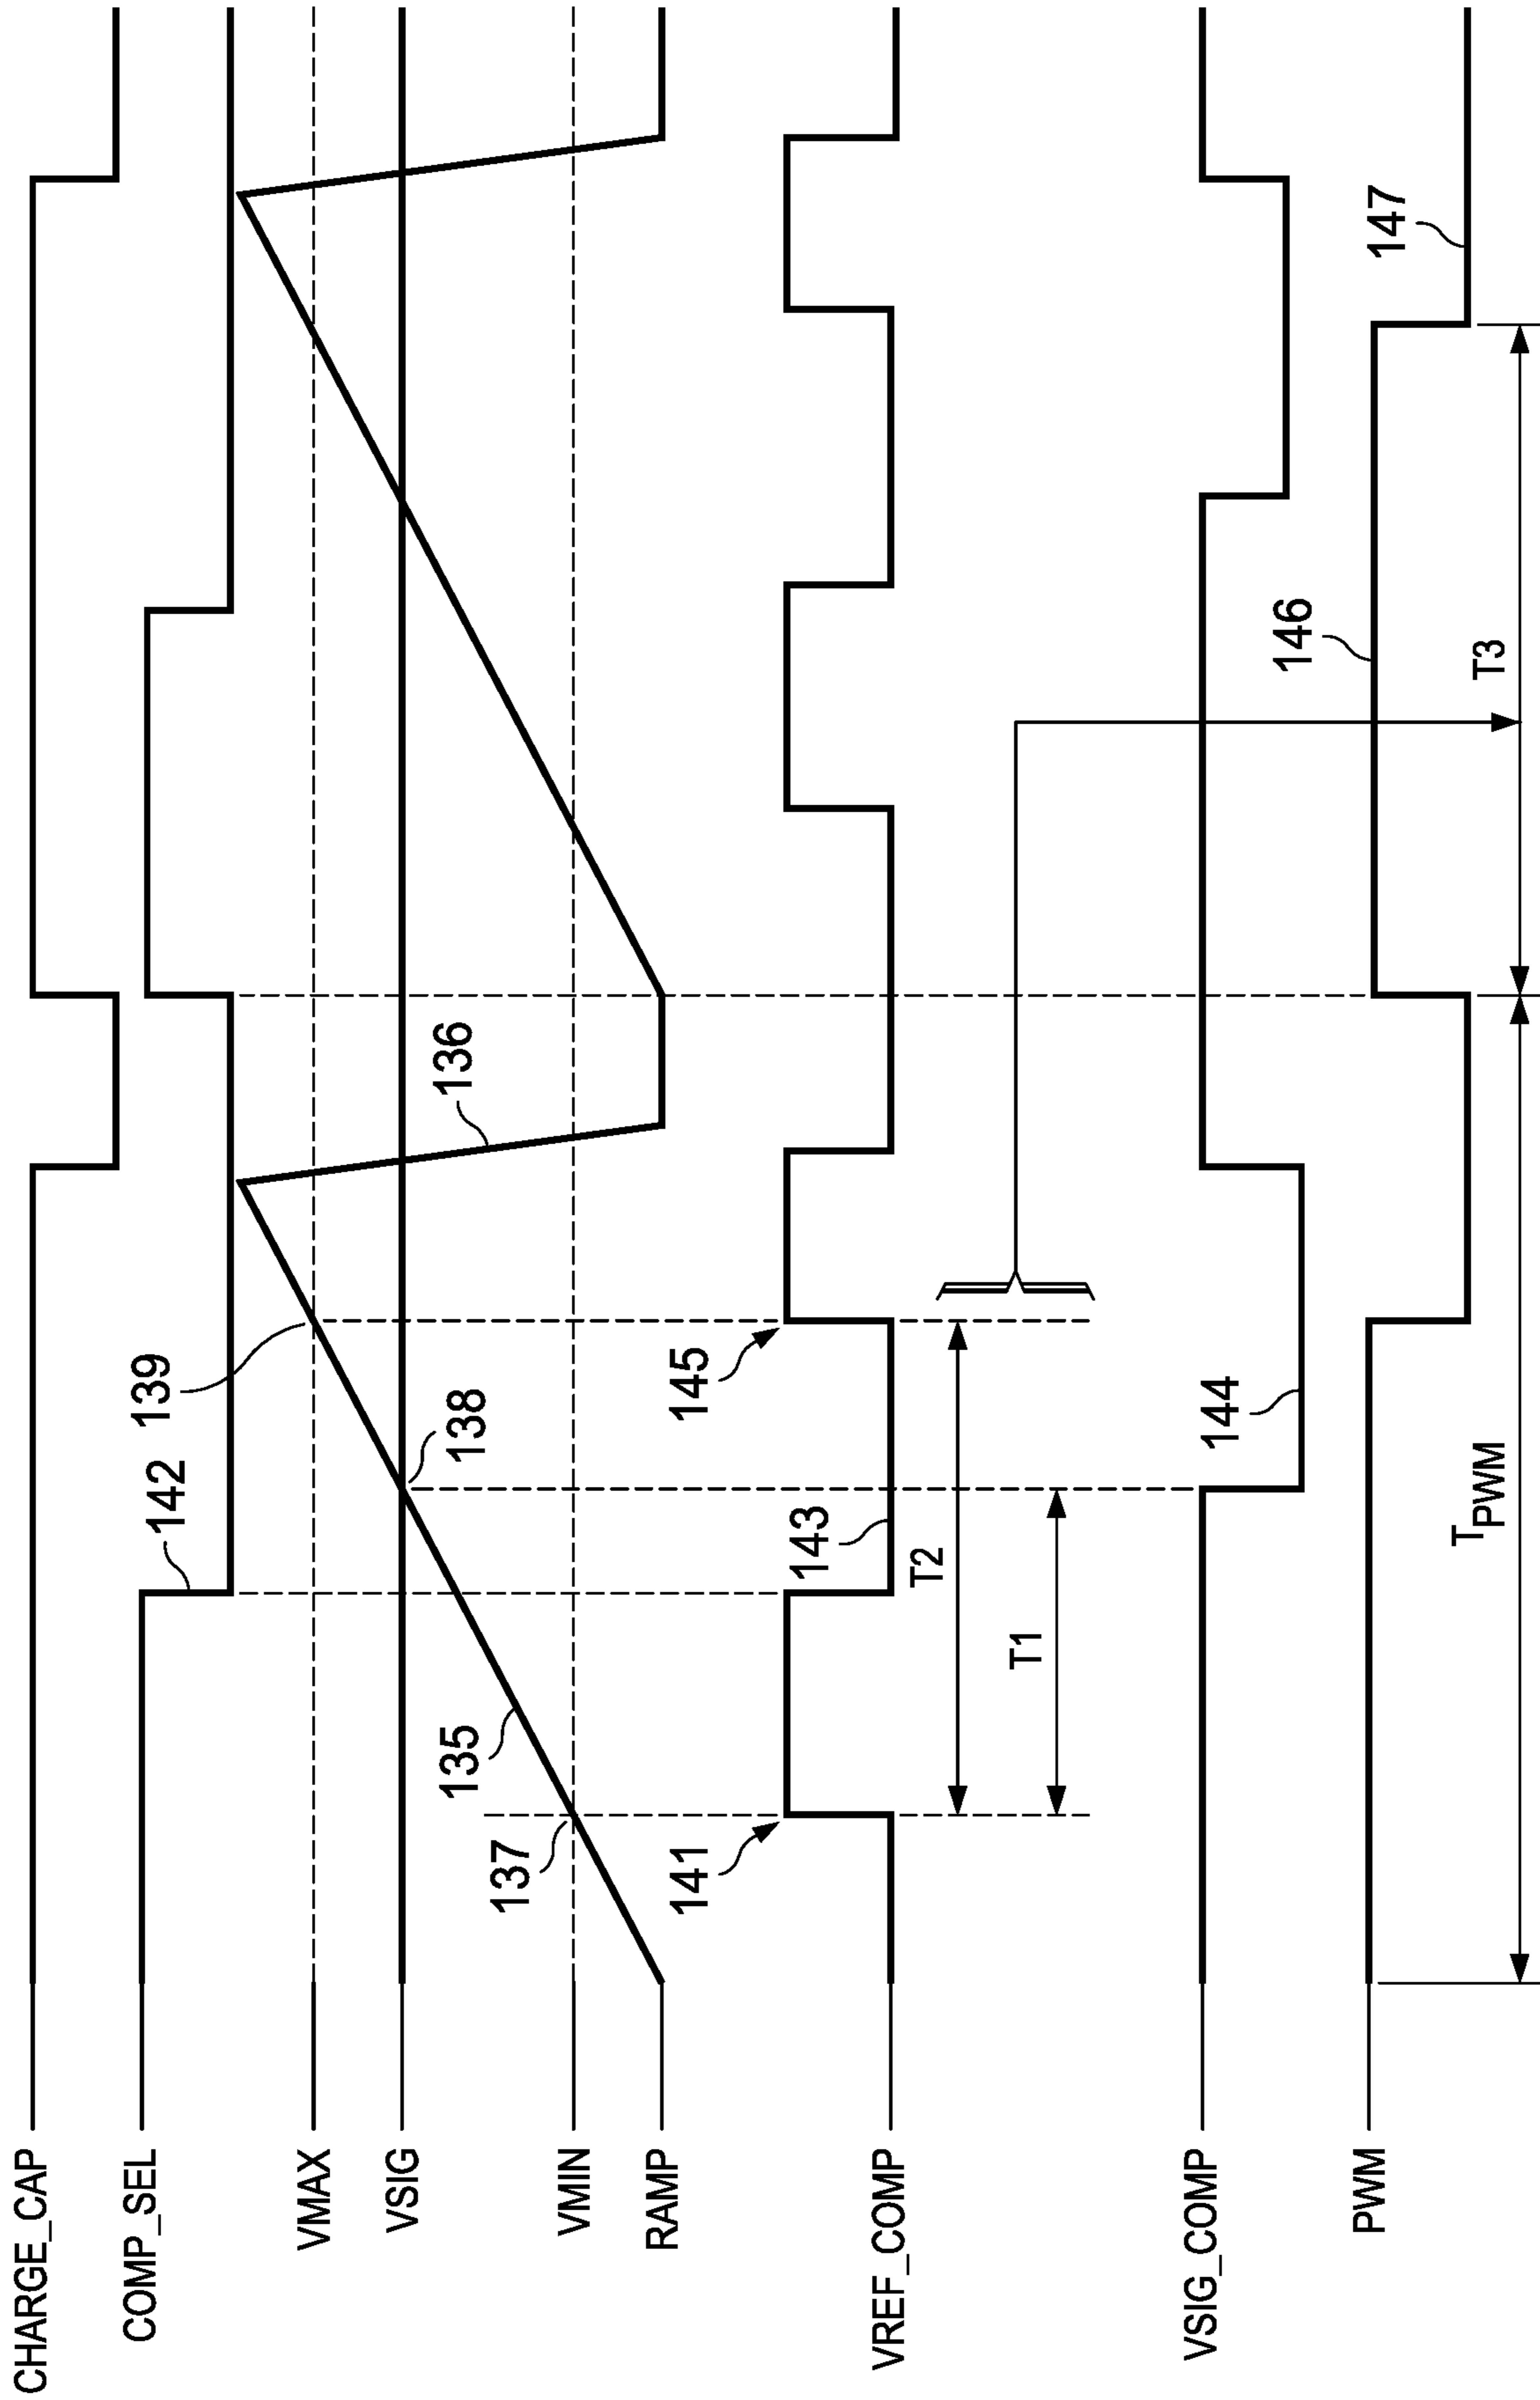 CHARGE_CAP
COMP_SEL
142
139
VMAX
VSIG
138
136
137
135
VMIN
RAMP
141
145
VREF_COMP
143
T2
T1
VSIG_COMP
144
146
PWM
147
TPWM
T3